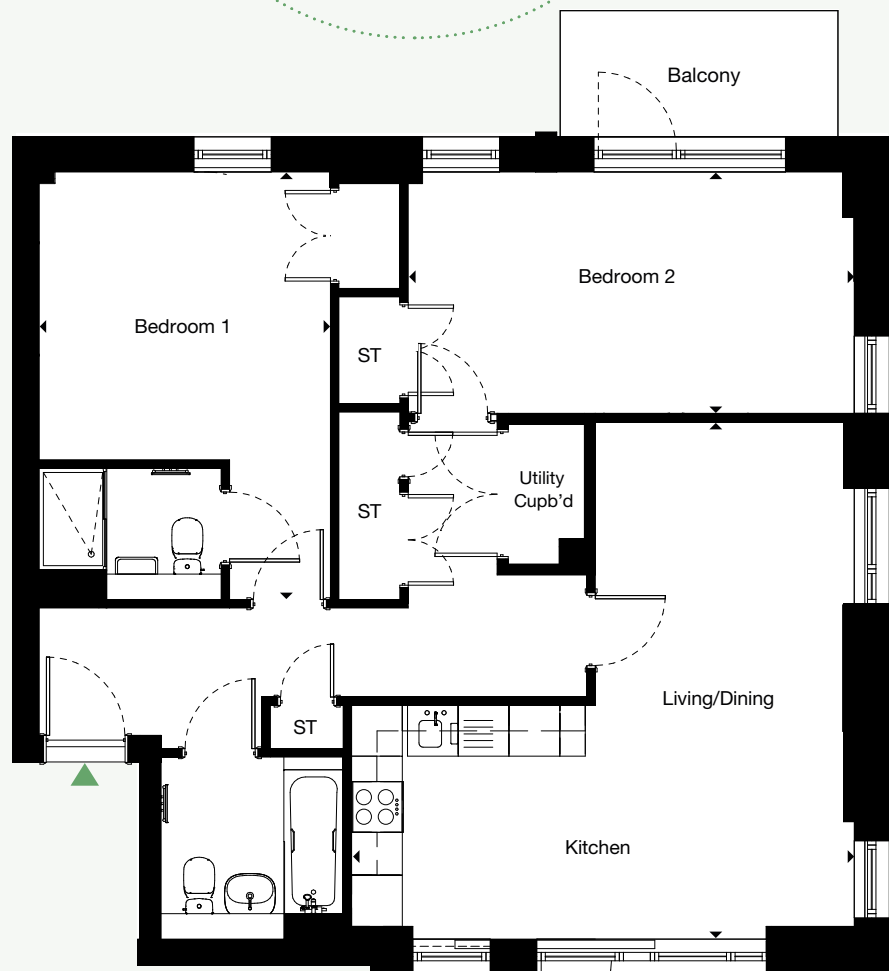 Balcony
Bedroom 2
Bedroom 1
ST
Utility
Cupb’d
ST
Living/Dining
ST
Kitchen